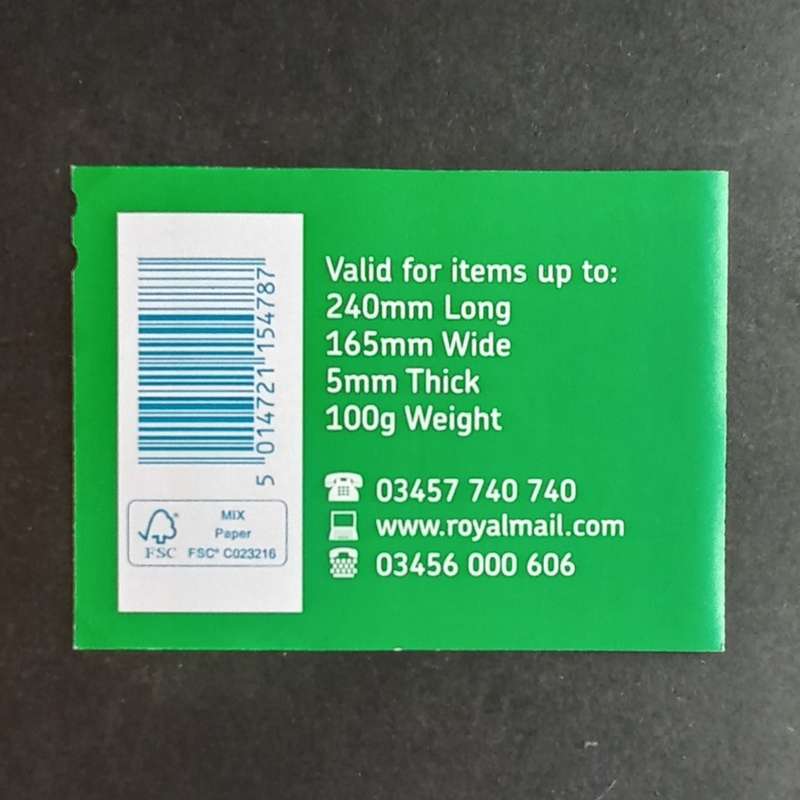 5 014721 154787
MIX
Paper
FSC® C023216
FSC
Valid for items up to:
240mm Long
165mm Wide
5mm Thick
100g Weight
03457 740 740
www.royalmail.com
03456 000 606